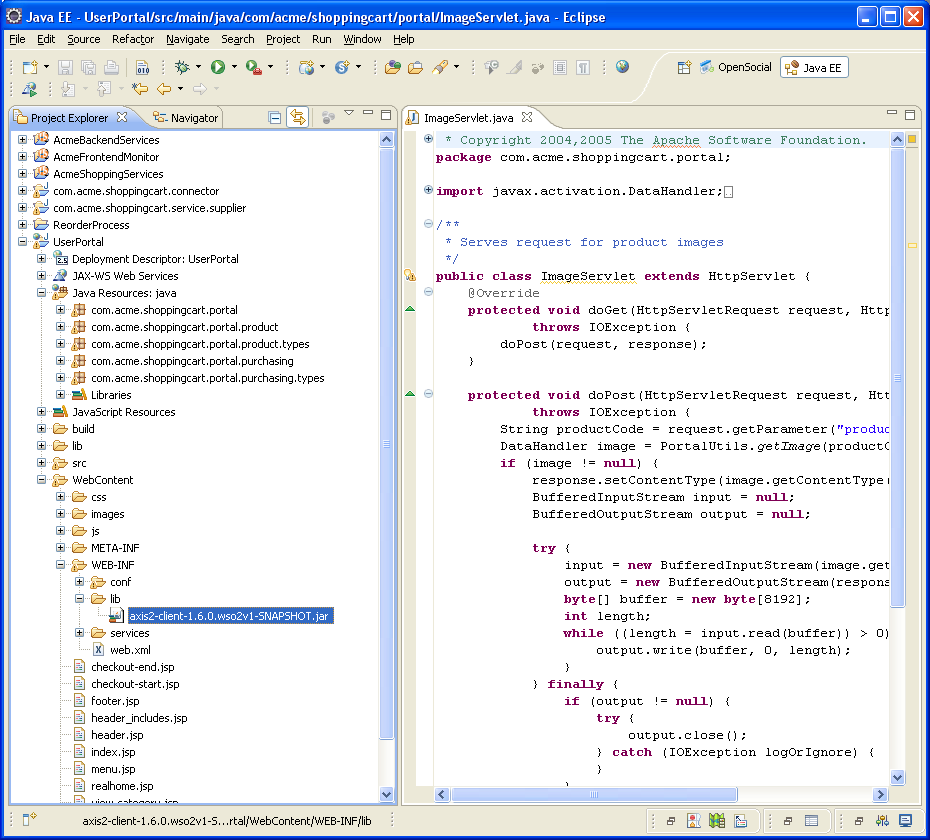 Java EE - UserPortal/src/main/java/com/acme/shoppingcart/portal/ImageServlet.java - Eclipse
File Edit Source Refactor Navigate Search Project Run Window Help
OpenSocial Java EE
Project Explorer Navigator
AcmeBackendServices
AcmeFrontendMonitor
AcmeShoppingServices
com.acme.shoppingcart.connector
com.acme.shoppingcart.service.supplier
ReorderProcess
UserPortal
Deployment Descriptor: UserPortal
JAX-WS Web Services
Java Resources: java
com.acme.shoppingcart.portal
com.acme.shoppingcart.portal.product
com.acme.shoppingcart.portal.product.types
com.acme.shoppingcart.portal.purchasing
com.acme.shoppingcart.portal.purchasing.types
Libraries
JavaScript Resources
build
lib
src
WebContent
css
images
js
META-INF
WEB-INF
conf
lib
axis2-client-1.6.0.wso2v1-SNAPSHOT.jar
services
web.xml
checkout-end.jsp
checkout-start.jsp
footer.jsp
header_includes.jsp
header.jsp
index.jsp
menu.jsp
realhome.jsp
view-category.jsp
ImageServlet.java
* Copyright 2004,2005 The Apache Software Foundation.
package com.acme.shoppingcart.portal;
import javax.activation.DataHandler;
/**
* Serves request for product images
*/
public class ImageServlet extends HttpServlet {
@Override
protected void doGet(HttpServletRequest request, Http
throws IOException {
doPost(request, response);
}
protected void doPost(HttpServletRequest request, Ht
throws IOException {
String productCode = request.getParameter("produc
DataHandler image = PortalUtils.getImage(productC
if (image != null) {
response.setContentType(image.getContentType(
BufferedInputStream input = null;
BufferedOutputStream output = null;
try {
input = new BufferedInputStream(image.get
output = new BufferedOutputStream(respons
byte[] buffer = new byte[8192];
int length;
while ((length = input.read(buffer)) > 0)
output.write(buffer, 0, length);
}
} finally {
if (output != null) {
try {
output.close();
} catch (IOException logOrIgnore) {
}
}
axis2-client-1.6.0.wso2v1-S...rtal/WebContent/WEB-INF/lib